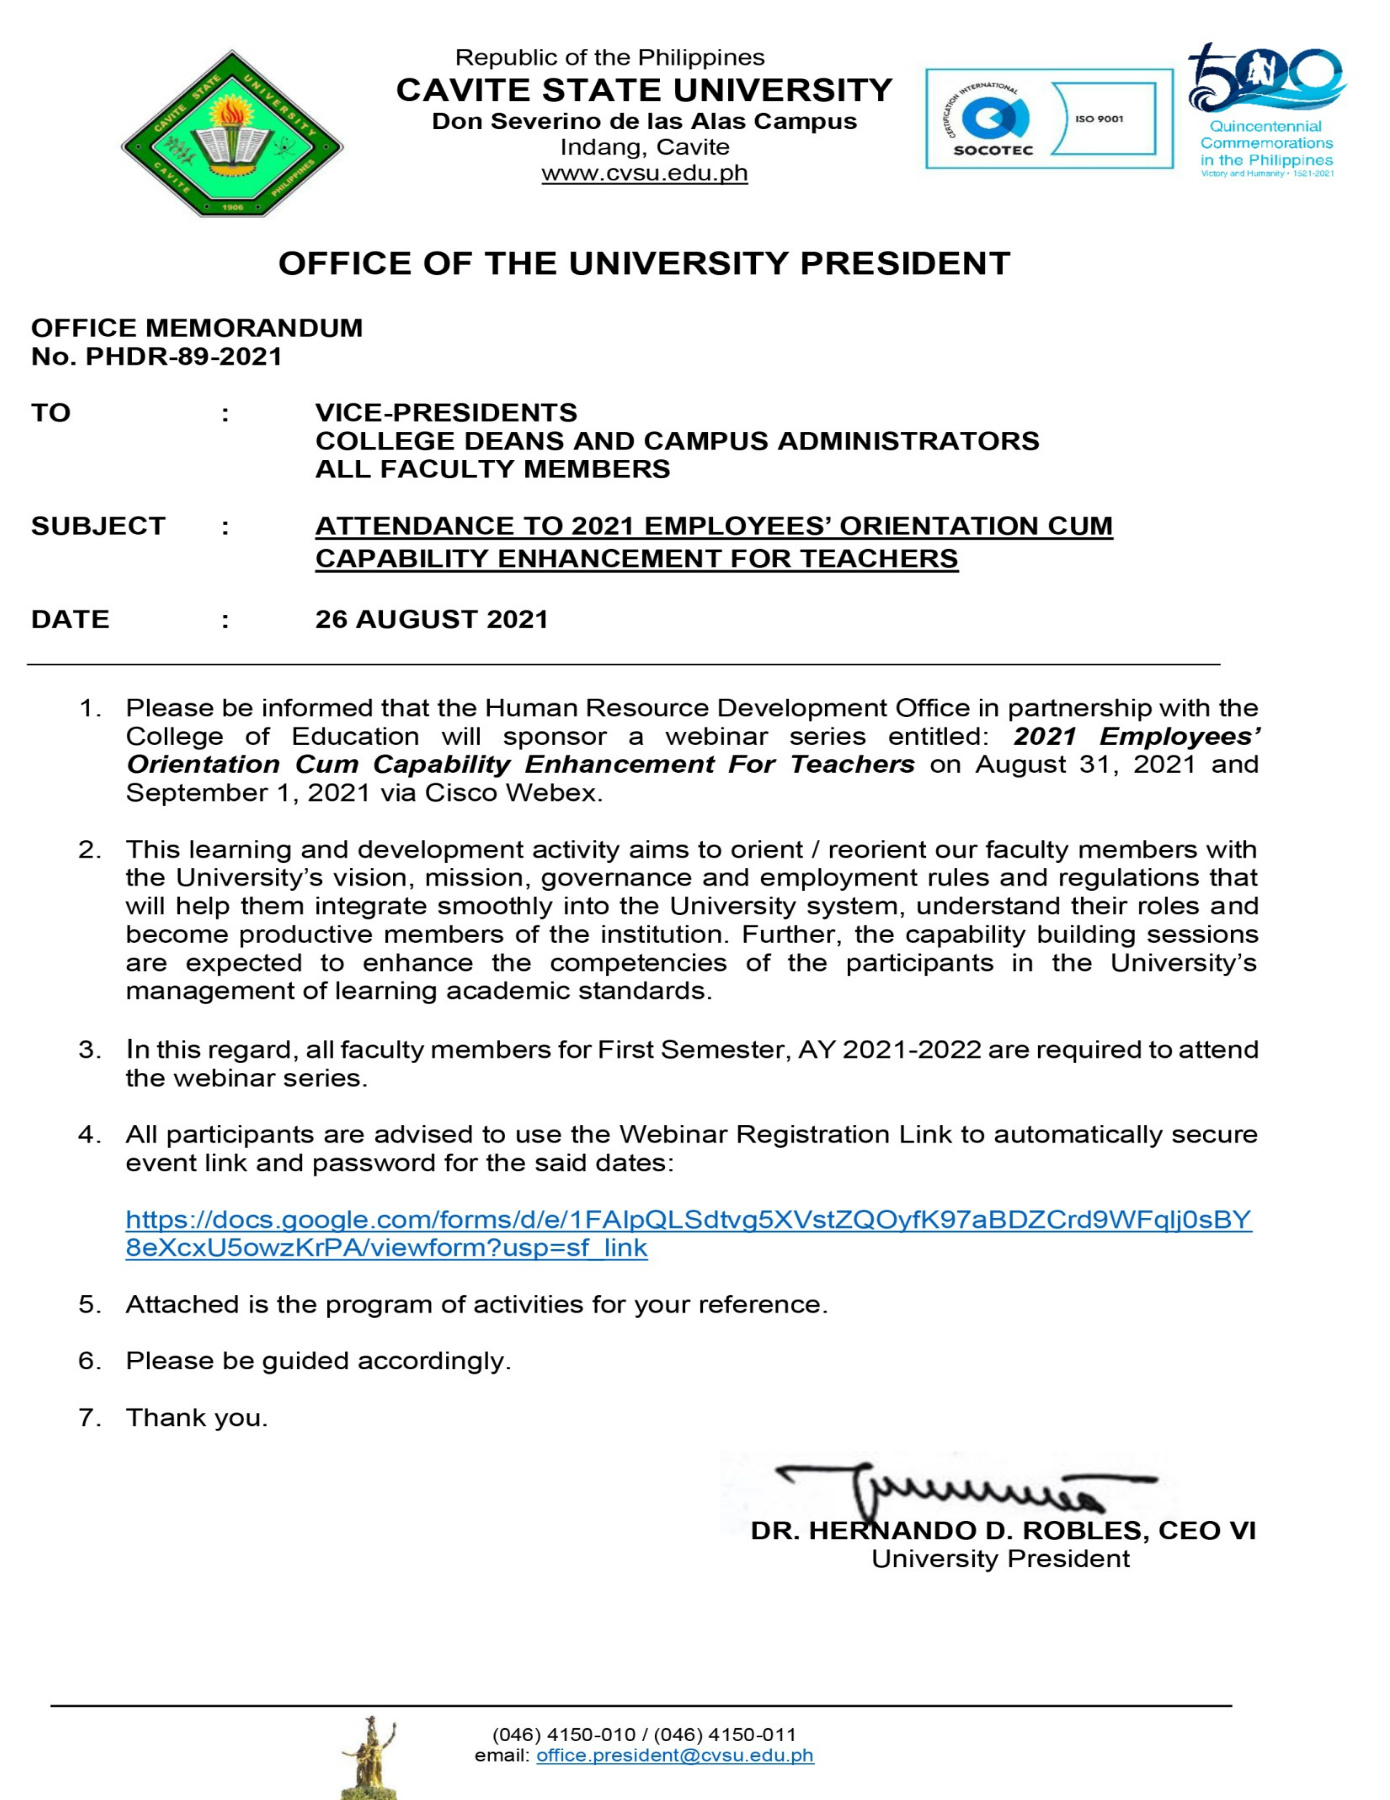 Republic of the Philippines
CAVITE STATE UNIVERSITY
Don Severino de las Alas Campus
Indang, Cavite
www.cvsu.edu.ph
CAVITE STATE UNIVERSITY
CAVITE PHILIPPINES
1906
CERTIFICATION INTERNATIONAL
SOCOTEC
ISO 9001
500
Quincentennial
Commemorations
in the Philippines
Victory and Humanity • 1521-2021
OFFICE OF THE UNIVERSITY PRESIDENT
OFFICE MEMORANDUM
No. PHDR-89-2021
TO : VICE-PRESIDENTS
COLLEGE DEANS AND CAMPUS ADMINISTRATORS
ALL FACULTY MEMBERS
SUBJECT : ATTENDANCE TO 2021 EMPLOYEES’ ORIENTATION CUM
CAPABILITY ENHANCEMENT FOR TEACHERS
DATE : 26 AUGUST 2021
1. Please be informed that the Human Resource Development Office in partnership with the
College of Education will sponsor a webinar series entitled: 2021 Employees’
Orientation Cum Capability Enhancement For Teachers on August 31, 2021 and
September 1, 2021 via Cisco Webex.
2. This learning and development activity aims to orient / reorient our faculty members with
the University’s vision, mission, governance and employment rules and regulations that
will help them integrate smoothly into the University system, understand their roles and
become productive members of the institution. Further, the capability building sessions
are expected to enhance the competencies of the participants in the University’s
management of learning academic standards.
3. In this regard, all faculty members for First Semester, AY 2021-2022 are required to attend
the webinar series.
4. All participants are advised to use the Webinar Registration Link to automatically secure
event link and password for the said dates:
https://docs.google.com/forms/d/e/1FAIpQLSdtvg5XVstZQOyfK97aBDZCrd9WFqlj0sBY
8eXcxU5owzKrPA/viewform?usp=sf_link
5. Attached is the program of activities for your reference.
6. Please be guided accordingly.
7. Thank you.
DR. HERNANDO D. ROBLES, CEO VI
University President
(046) 4150-010 / (046) 4150-011
email: office.president@cvsu.edu.ph